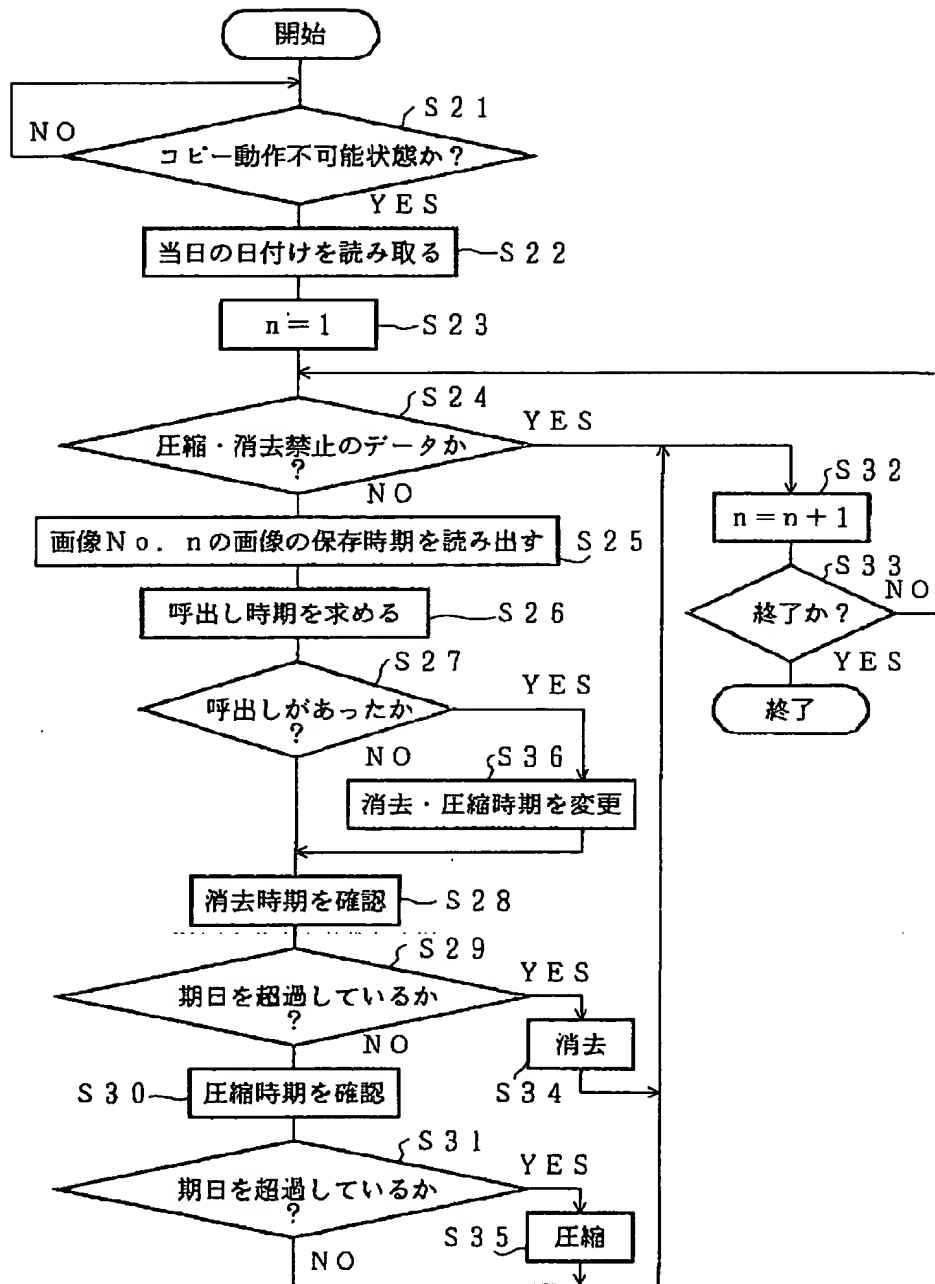 開始
S21
NO
コピー動作不可能状態か?
YES
当日の日付けを読み取る
S22
n=1
S23
S24
YES
圧縮・消去禁止のデータか
?
NO
S32
n=n+1
画像No. nの画像の保存時期を読み出す
S25
S33
NO
終了か?
YES
終了
呼出し時期を求める
S26
S27
YES
呼出しがあったか
?
NO
S36
消去・圧縮時期を変更
消去時期を確認
S28
S29
YES
期日を超過しているか
?
NO
消去
S34
S30
圧縮時期を確認
S31
YES
期日を超過しているか
?
NO
S35
圧縮